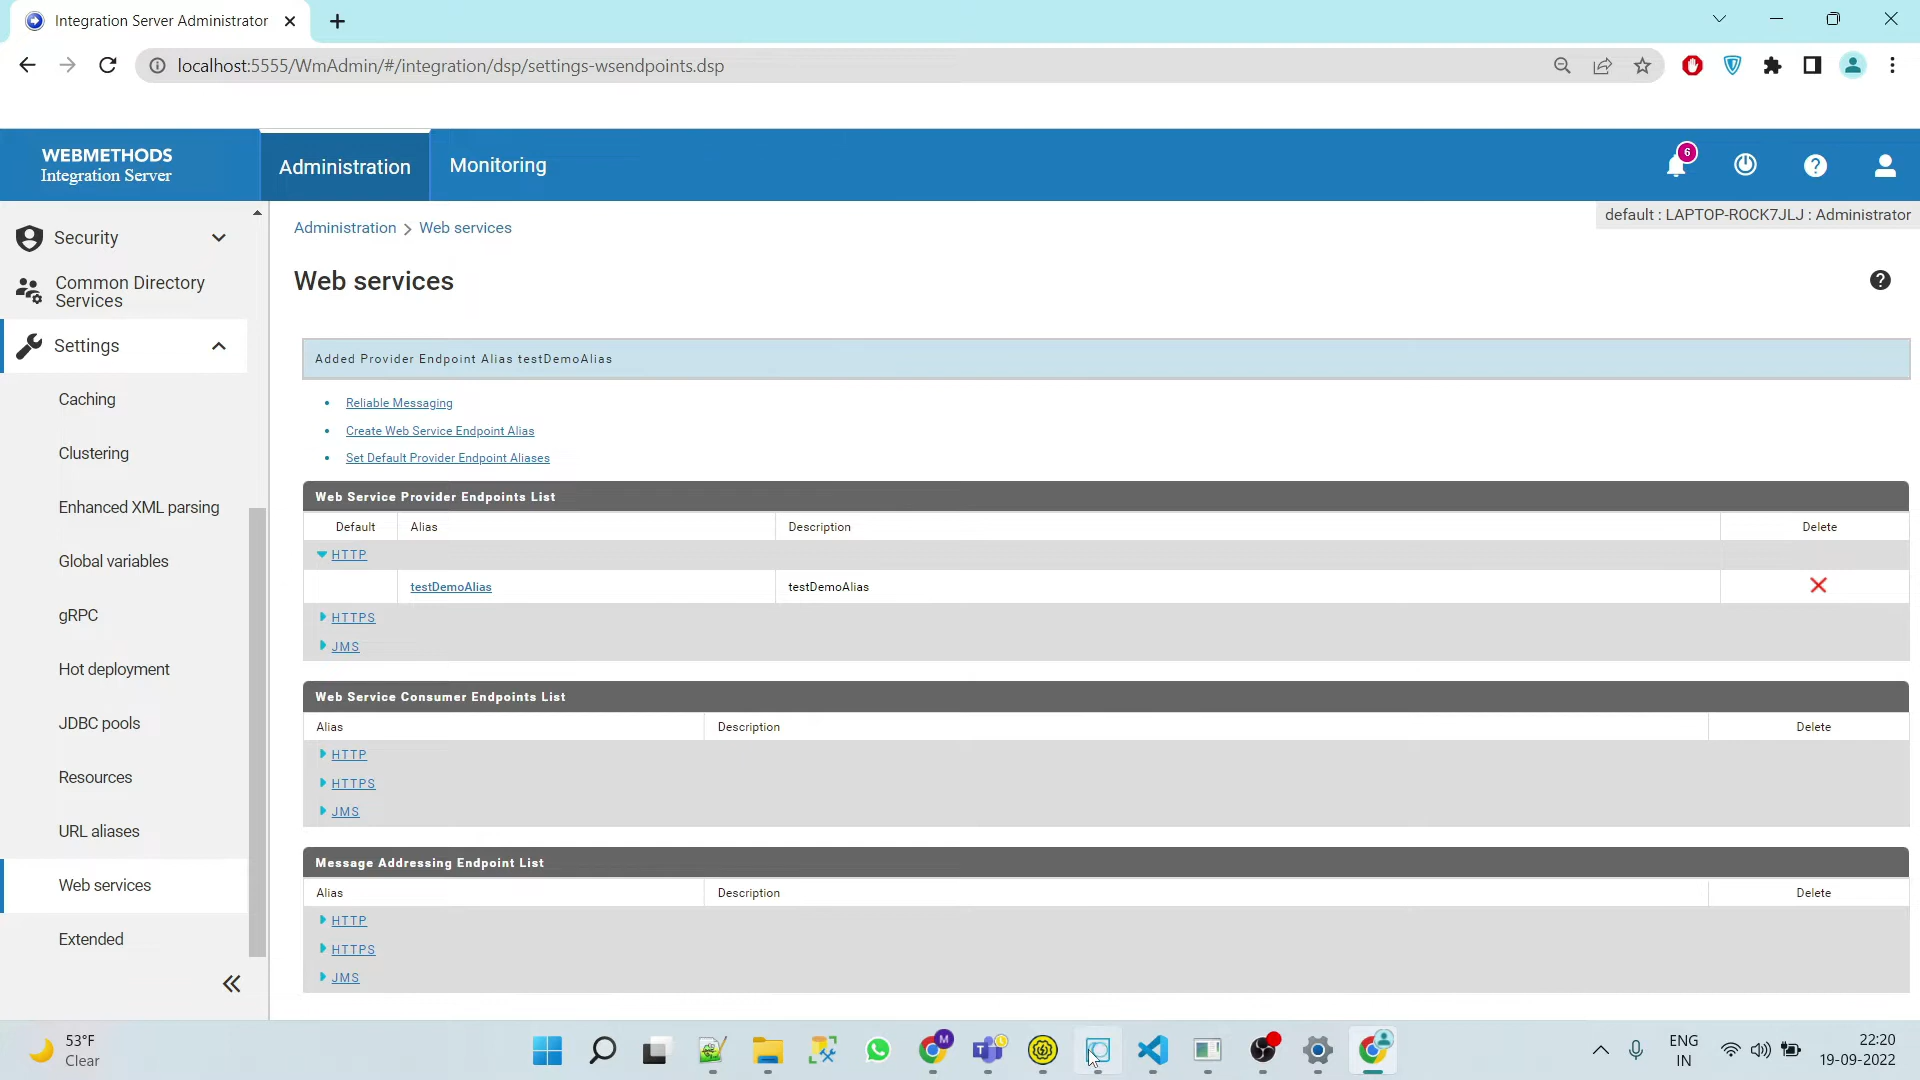 Integration Server Administrator
localhost:5555/WmAdmin/#/integration/dsp/settings-wsendpoints.dsp
WEBMETHODS
Integration Server
Administration
Monitoring
6
default : LAPTOP-ROCK7JLJ : Administrator
Security
Common Directory
Services
Settings
Caching
Clustering
Enhanced XML parsing
Global variables
gRPC
Hot deployment
JDBC pools
Resources
URL aliases
Web services
Extended
Administration > Web services
Web services
Added Provider Endpoint Alias testDemoAlias
• Reliable Messaging
• Create Web Service Endpoint Alias
• Set Default Provider Endpoint Aliases
Web Service Provider Endpoints List
Default Alias Description Delete
HTTP
testDemoAlias testDemoAlias
HTTPS
JMS
Web Service Consumer Endpoints List
Alias Description Delete
HTTP
HTTPS
JMS
Message Addressing Endpoint List
Alias Description Delete
HTTP
HTTPS
JMS
53°F
Clear
M
ENG
IN
22:20
19-09-2022